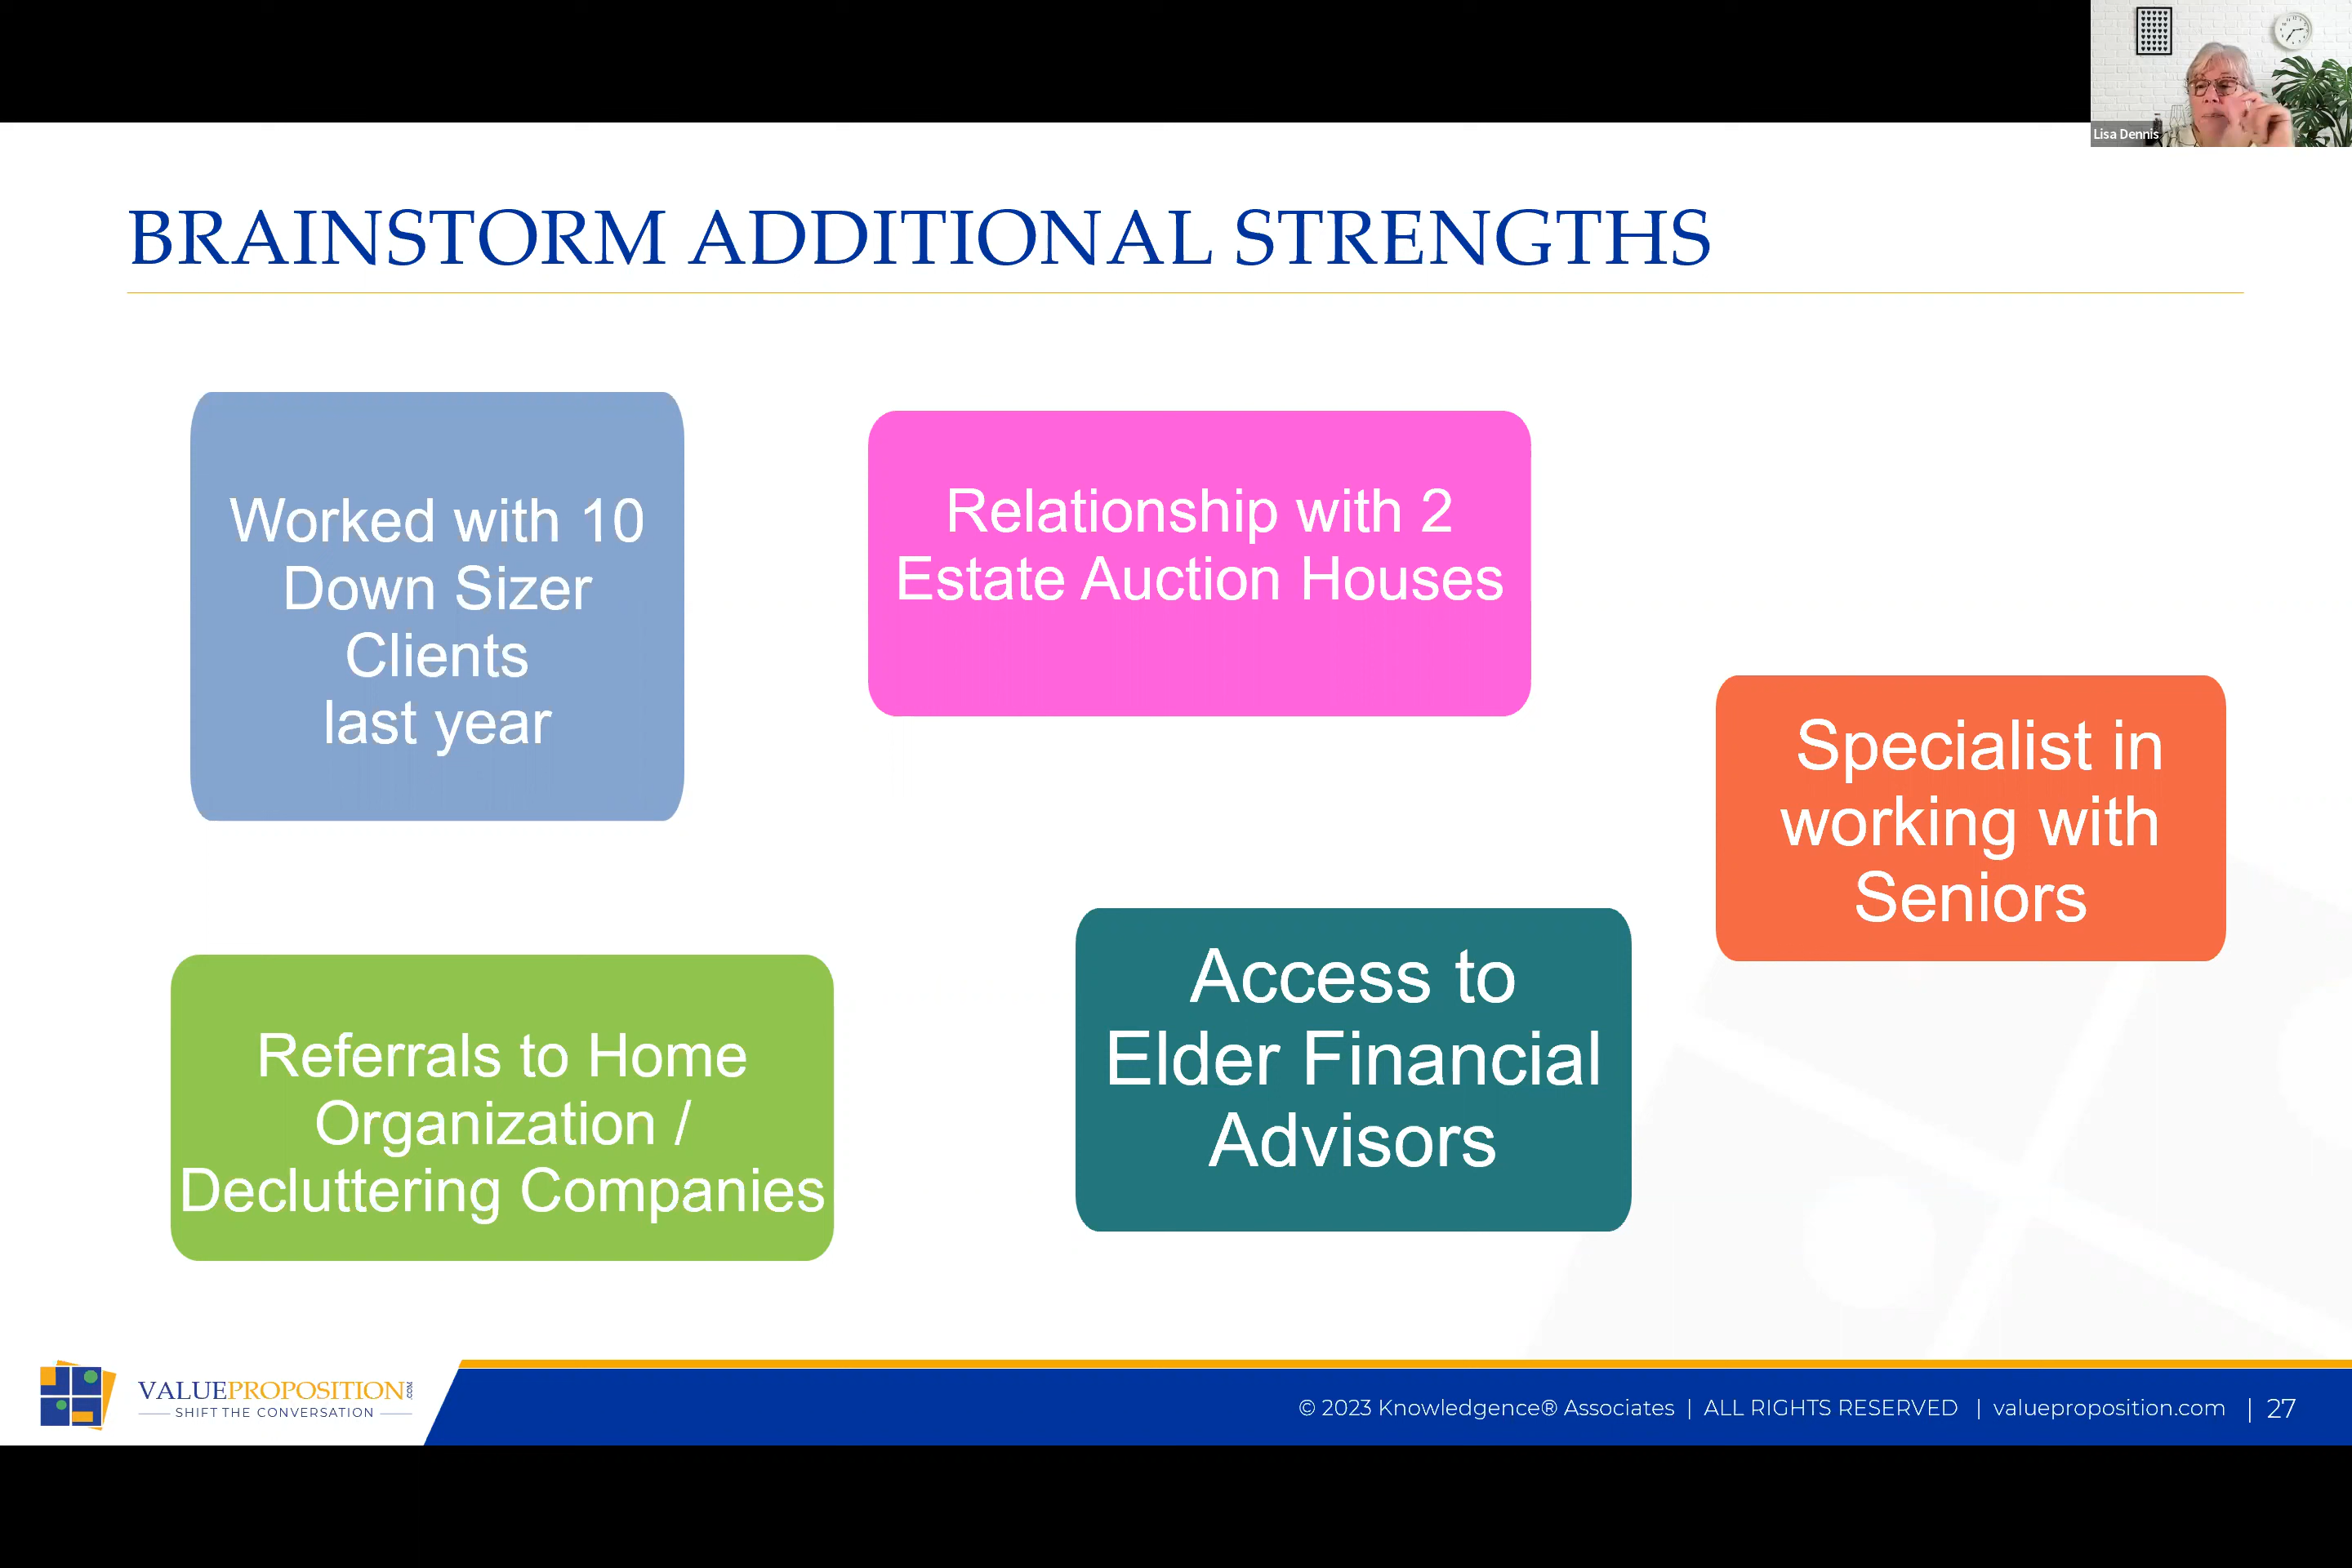 Lisa Dennis
BRAINSTORM ADDITIONAL STRENGTHS
Worked with 10
Down Sizer
Clients
last year
Relationship with 2
Estate Auction Houses
Specialist in
working with
Seniors
Referrals to Home
Organization /
Decluttering Companies
Access to
Elder Financial
Advisors
VALUEPROPOSITION.COM
SHIFT THE CONVERSATION
© 2023 Knowledgence® Associates | ALL RIGHTS RESERVED | valueproposition.com | 27